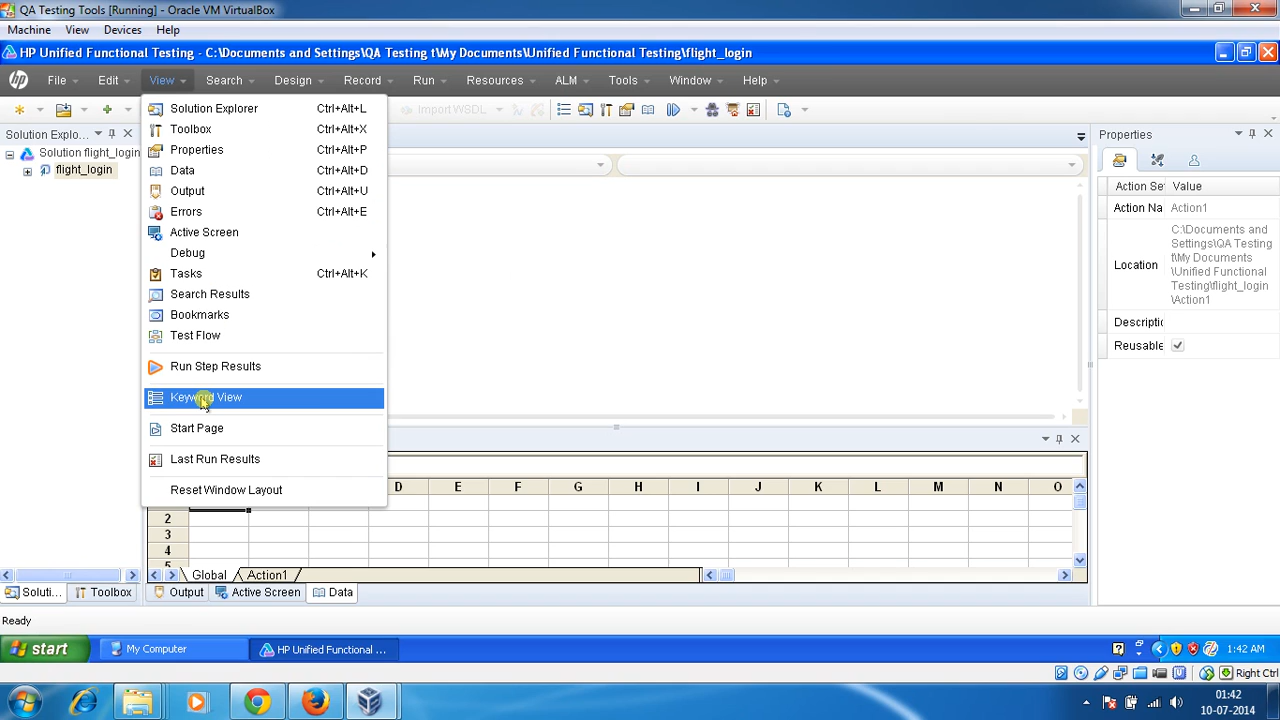 QA Testing Tools [Running] - Oracle VM VirtualBox
Machine View Devices Help
HP Unified Functional Testing - C:\Documents and Settings\QA Testing t\My Documents\Unified Functional Testing\flight_login
hp File Edit View Search Design Record Run Resources ALM Tools Window Help
Import WSDL
Solution Explo...
Solution flight_login
flight_login
Solution Explorer Ctrl+Alt+L
Toolbox Ctrl+Alt+X
Properties Ctrl+Alt+P
Data Ctrl+Alt+D
Output Ctrl+Alt+U
Errors Ctrl+Alt+E
Active Screen
Debug
Tasks Ctrl+Alt+K
Search Results
Bookmarks
Test Flow
Run Step Results
Keyword View
Start Page
Last Run Results
Reset Window Layout
Properties
Action Se Value
Action Na Action1
Location C:\Documents and
Settings\QA Testing
t\My Documents
\Unified Functional
Testing\flight_login
\Action1
Descriptic
Reusable
D E F G H I J K L M N O
2
3
4
5
Global Action1
Soluti... Toolbox Output Active Screen Data
Ready
start My Computer HP Unified Functional ... 1:42 AM
Right Ctrl
01:42
10-07-2014